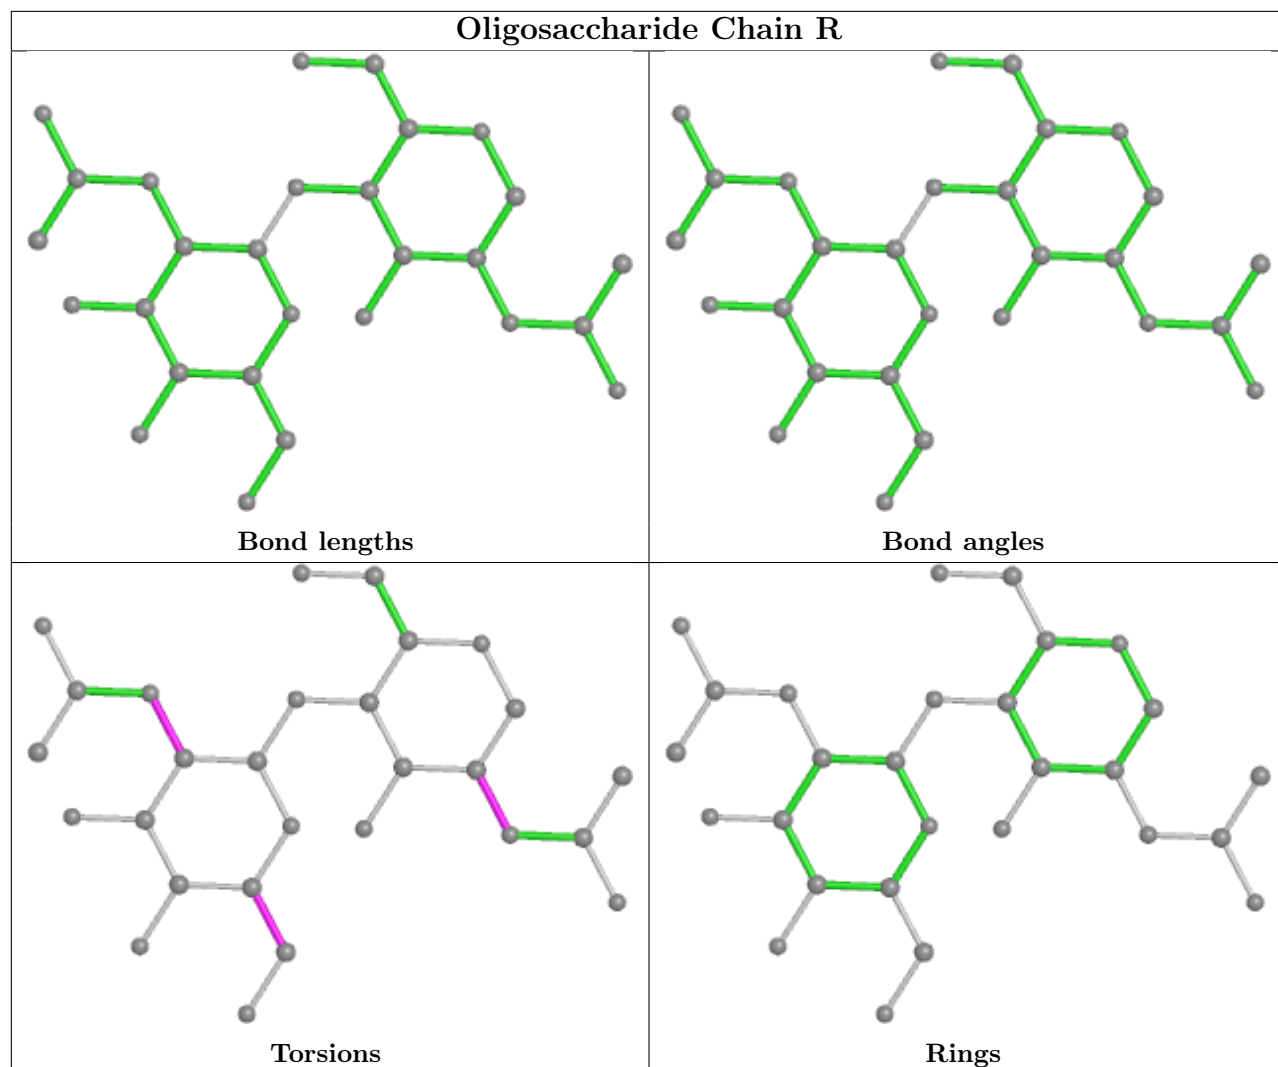 Oligosaccharide Chain R
Bond lengths
Bond angles
Torsions
Rings